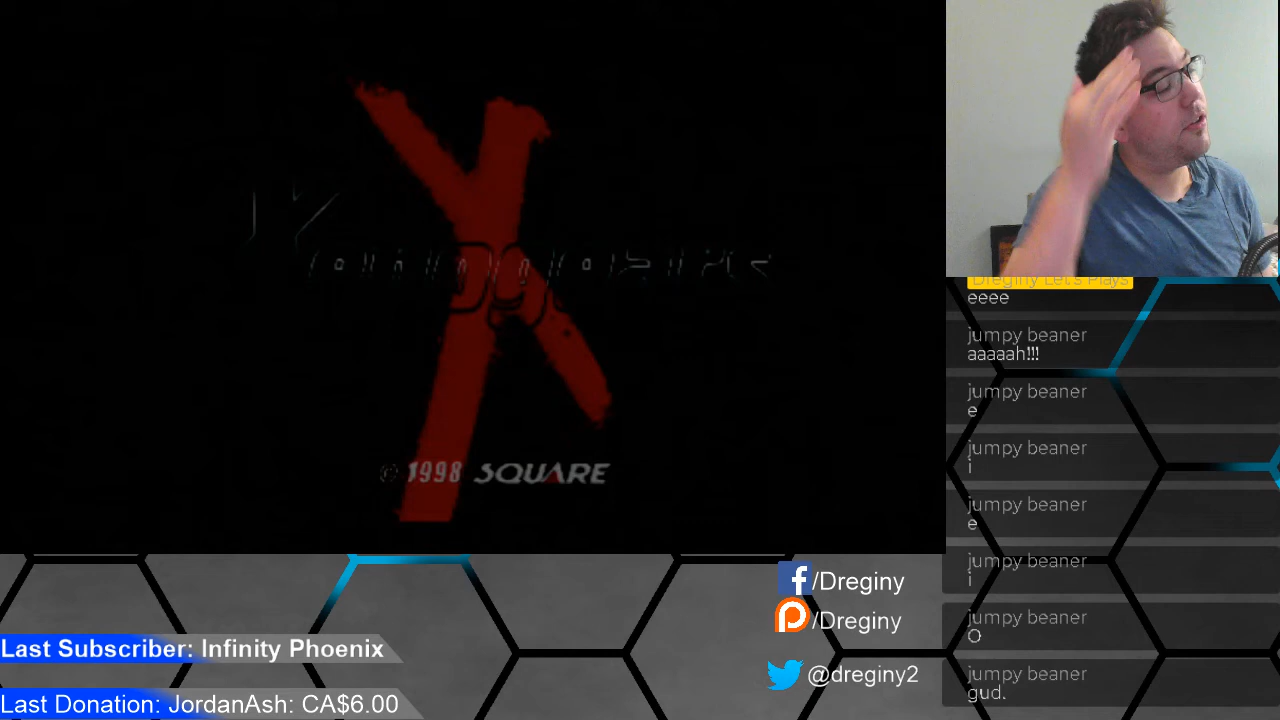 X
© 1998 SQUARE
Dreginy Let's Plays
eeee
jumpy beaner
aaaaah!!!
jumpy beaner
e
jumpy beaner
i
jumpy beaner
e
jumpy beaner
i
jumpy beaner
O
jumpy beaner
gud.
/Dreginy
/Dreginy
@dreginy2
Last Subscriber: Infinity Phoenix
Last Donation: JordanAsh: CA$6.00